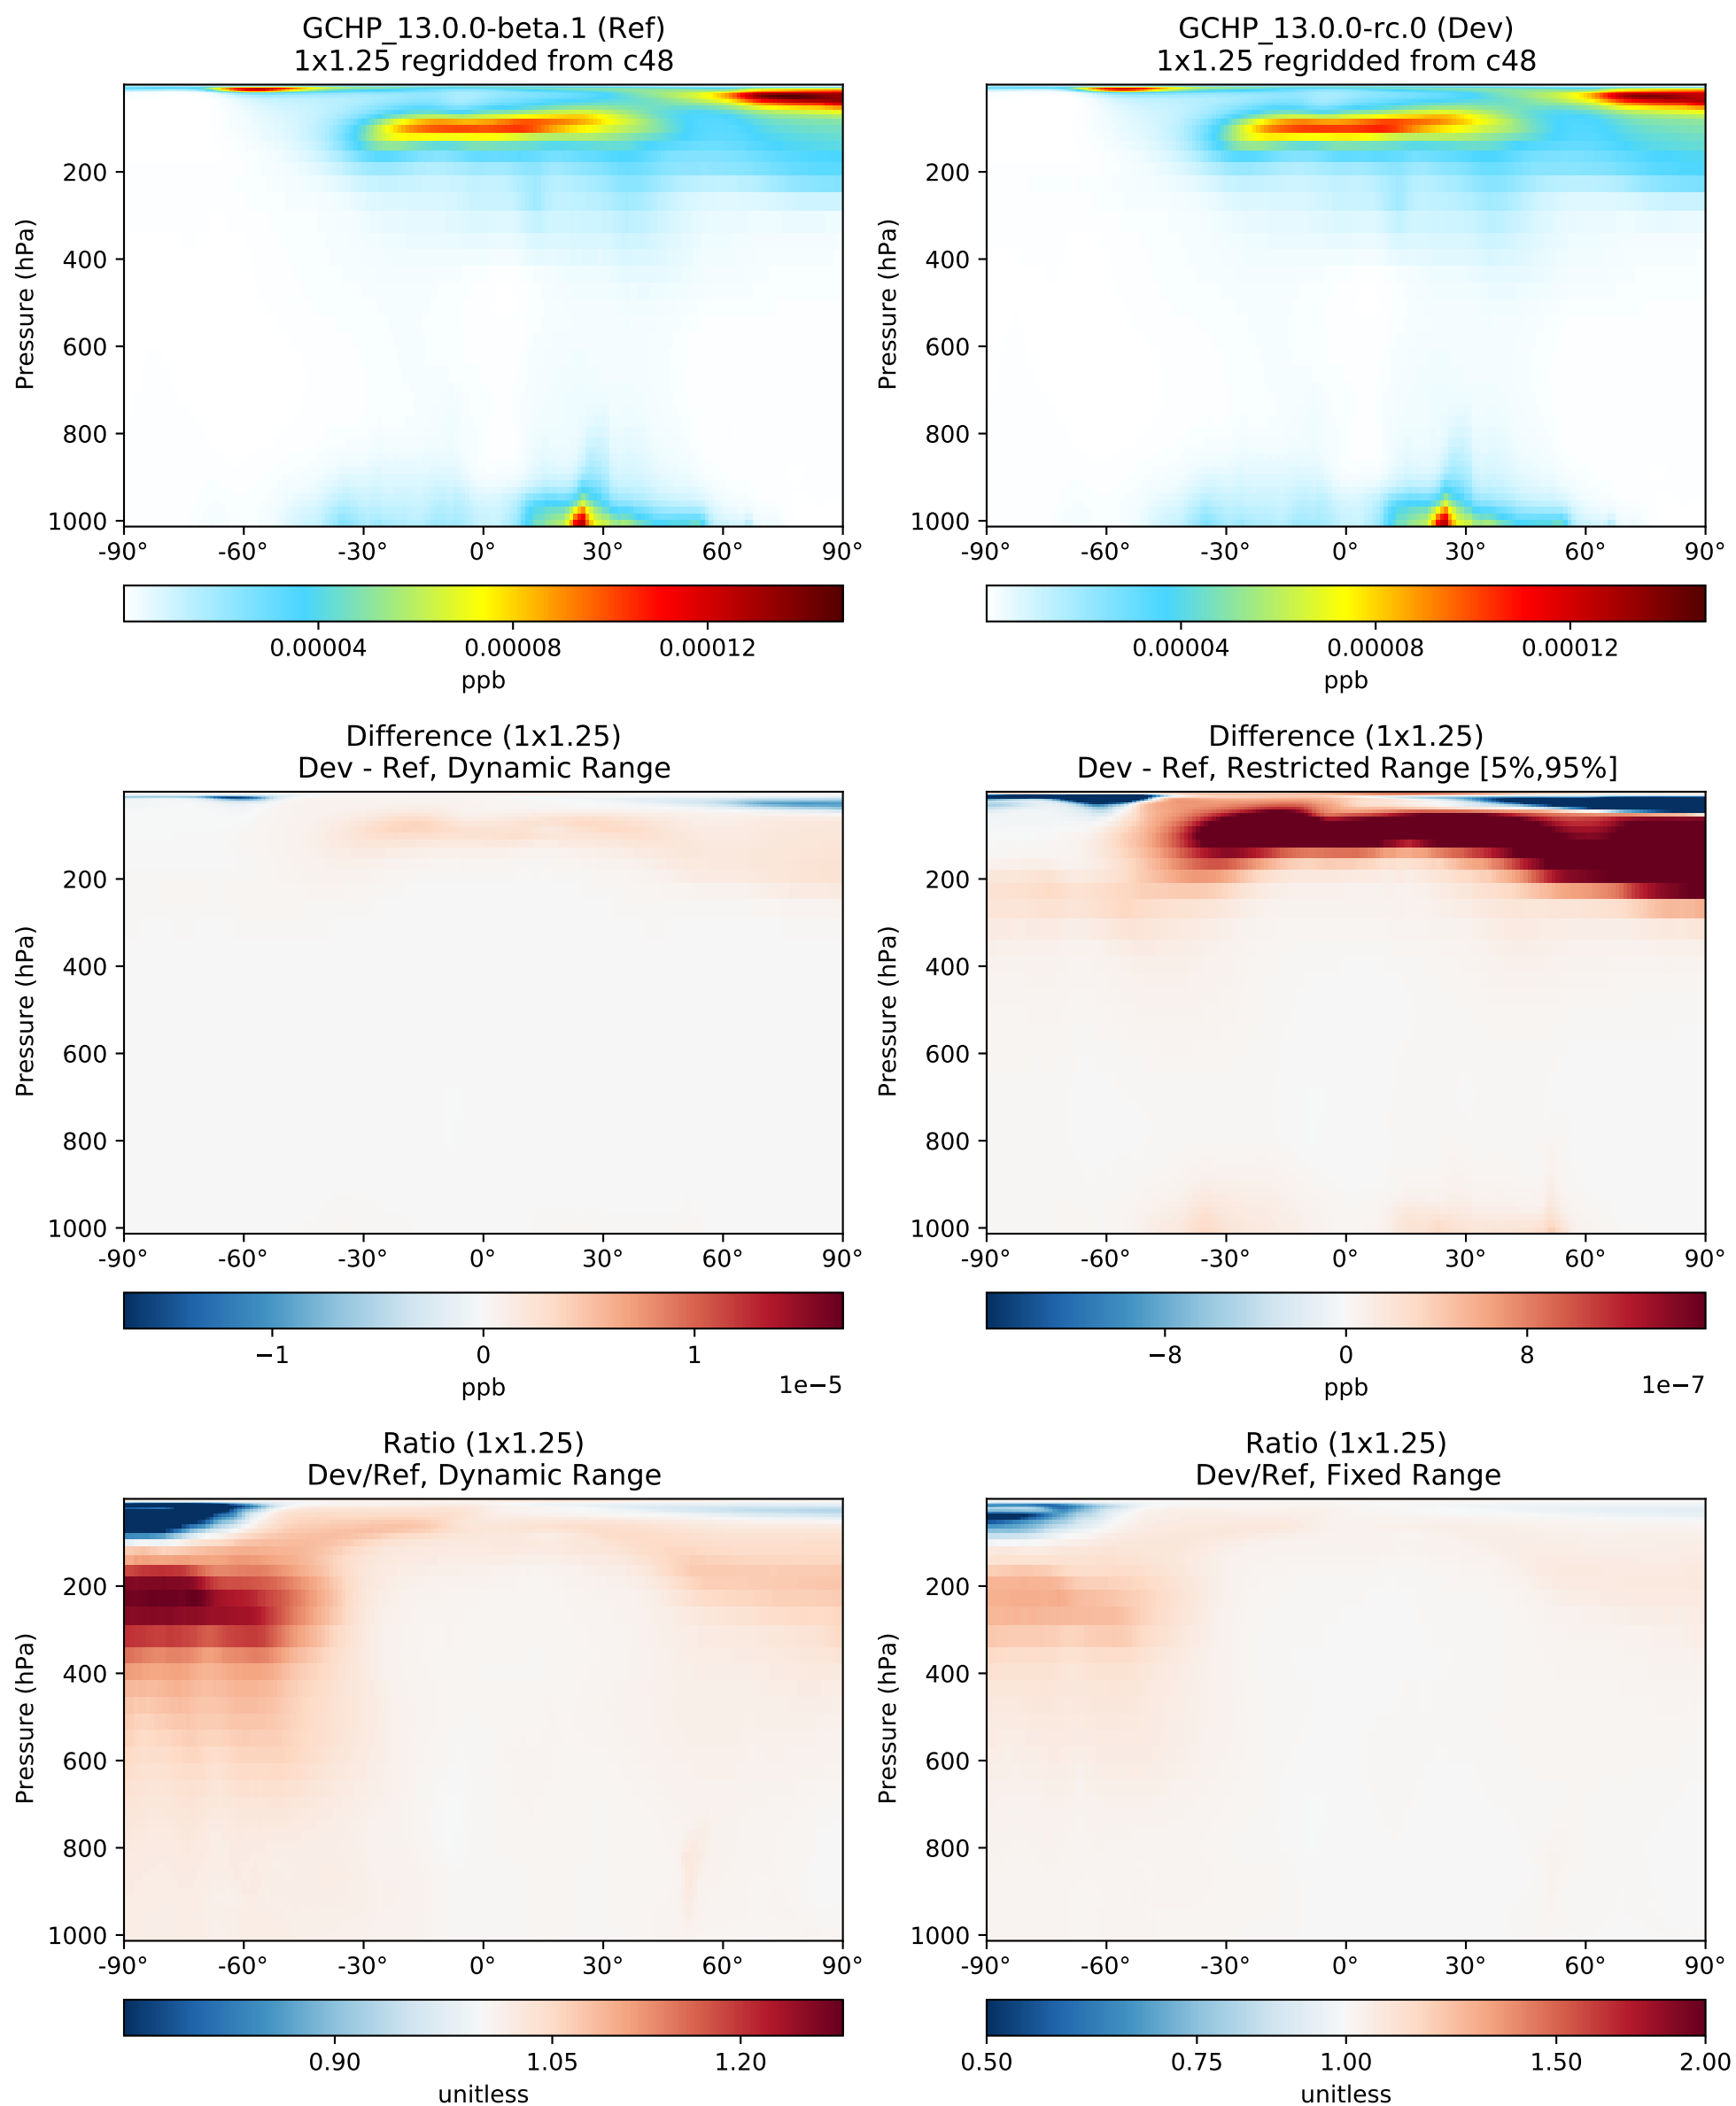 GCHP_13.0.0-beta.1 (Ref)
1x1.25 regridded from c48
Pressure (hPa)
200
400
600
800
1000
-90° -60° -30° 0° 30° 60° 90°
0.00004 0.00008 0.00012
ppb
GCHP_13.0.0-rc.0 (Dev)
1x1.25 regridded from c48
Pressure (hPa)
200
400
600
800
1000
-90° -60° -30° 0° 30° 60° 90°
0.00004 0.00008 0.00012
ppb
Difference (1x1.25)
Dev - Ref, Dynamic Range
Pressure (hPa)
200
400
600
800
1000
-90° -60° -30° 0° 30° 60° 90°
−1 0 1
ppb
1e−5
Difference (1x1.25)
Dev - Ref, Restricted Range [5%,95%]
Pressure (hPa)
200
400
600
800
1000
-90° -60° -30° 0° 30° 60° 90°
−8 0 8
ppb
1e−7
Ratio (1x1.25)
Dev/Ref, Dynamic Range
Pressure (hPa)
200
400
600
800
1000
-90° -60° -30° 0° 30° 60° 90°
0.90 1.05 1.20
unitless
Ratio (1x1.25)
Dev/Ref, Fixed Range
Pressure (hPa)
200
400
600
800
1000
-90° -60° -30° 0° 30° 60° 90°
0.50 0.75 1.00 1.50 2.00
unitless